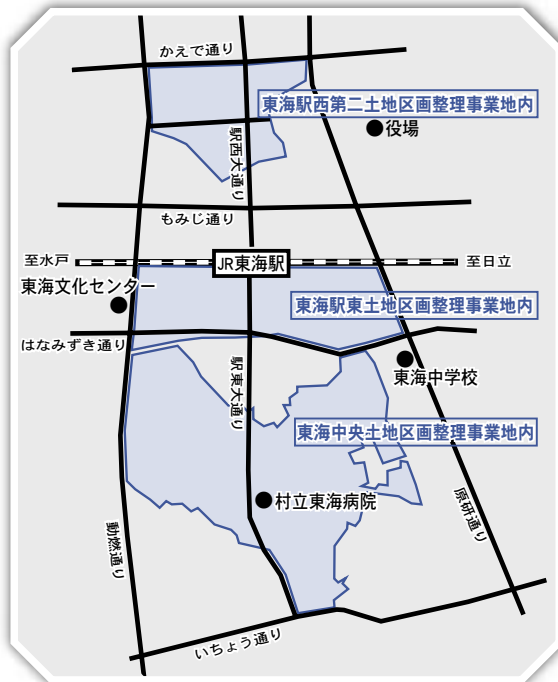 かえで通り
東海駅西第二土地区画整理事業地内
役場
駅西大通り
もみじ通り
至水戸
JR東海駅
至日立
東海文化センター
東海駅東土地区画整理事業地内
はなみずき通り
駅東大通り
東海中学校
東海中央土地区画整理事業地内
村立東海病院
原研通り
動燃通り
いちょう通り